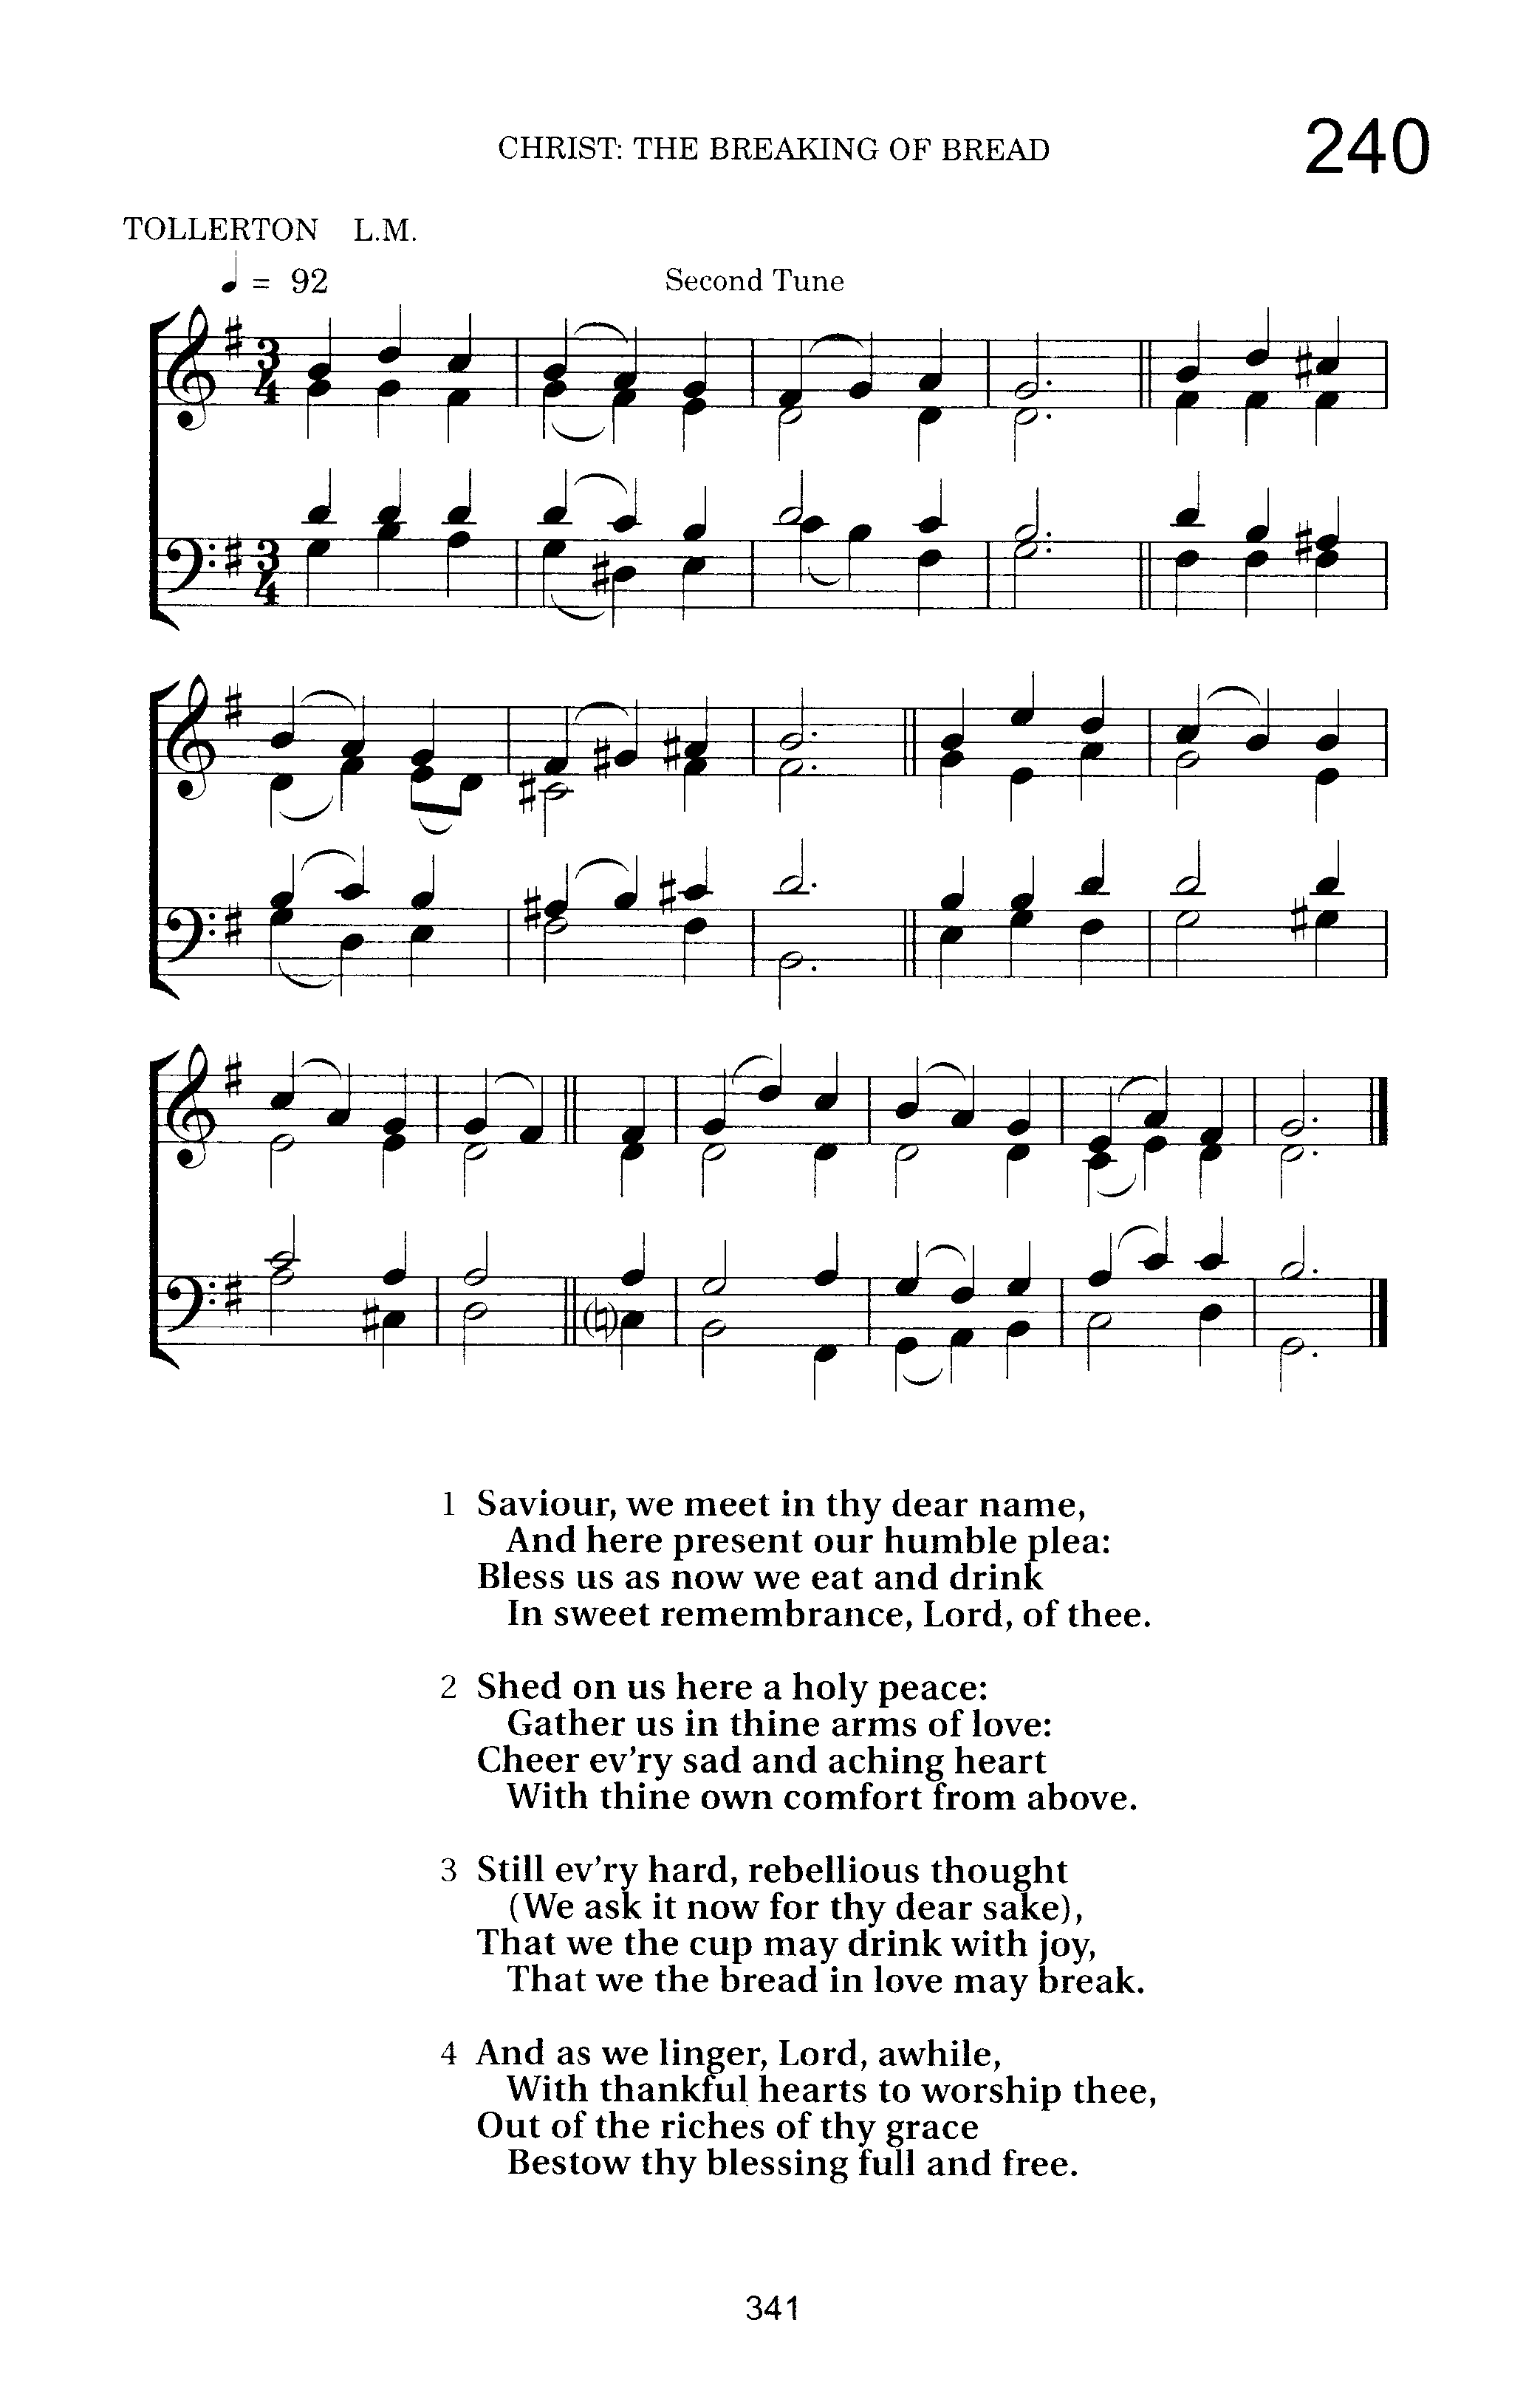 CHRIST: THE BREAKING OF BREAD
240
TOLLERTON L.M.
♩ = 92
Second Tune
1 Saviour, we meet in thy dear name,
And here present our humble plea:
Bless us as now we eat and drink
In sweet remembrance, Lord, of thee.
2 Shed on us here a holy peace:
Gather us in thine arms of love:
Cheer ev'ry sad and aching heart
With thine own comfort from above.
3 Still ev'ry hard, rebellious thought
(We ask it now for thy dear sake),
That we the cup may drink with joy,
That we the bread in love may break.
4 And as we linger, Lord, awhile,
With thankful hearts to worship thee,
Out of the riches of thy grace
Bestow thy blessing full and free.
341